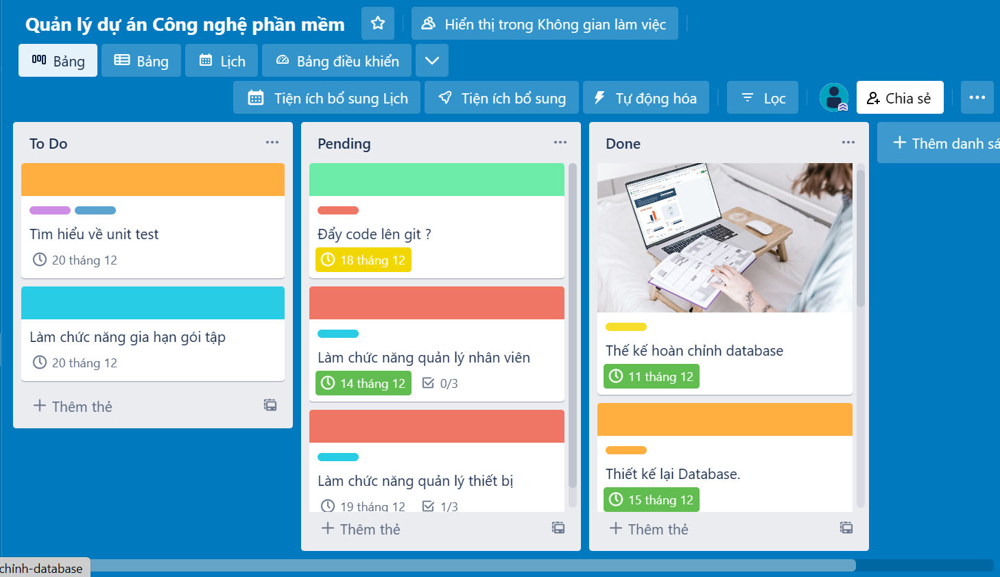 Quản lý dự án Công nghệ phần mềm
Hiển thị trong Không gian làm việc
Bảng
Bảng
Lịch
Bảng điều khiển
Tiện ích bổ sung Lịch
Tiện ích bổ sung
Tự động hóa
Lọc
Chia sẻ
To Do
Tìm hiểu về unit test
20 tháng 12
Làm chức năng gia hạn gói tập
20 tháng 12
+ Thêm thẻ
Pending
Đẩy code lên git ?
18 tháng 12
Làm chức năng quản lý nhân viên
14 tháng 12 0/3
Làm chức năng quản lý thiết bị
19 tháng 12 1/3
+ Thêm thẻ
Done
Thế kế hoàn chỉnh database
11 tháng 12
Thiết kế lại Database.
15 tháng 12
+ Thêm thẻ
+ Thêm danh sá
chỉnh-database